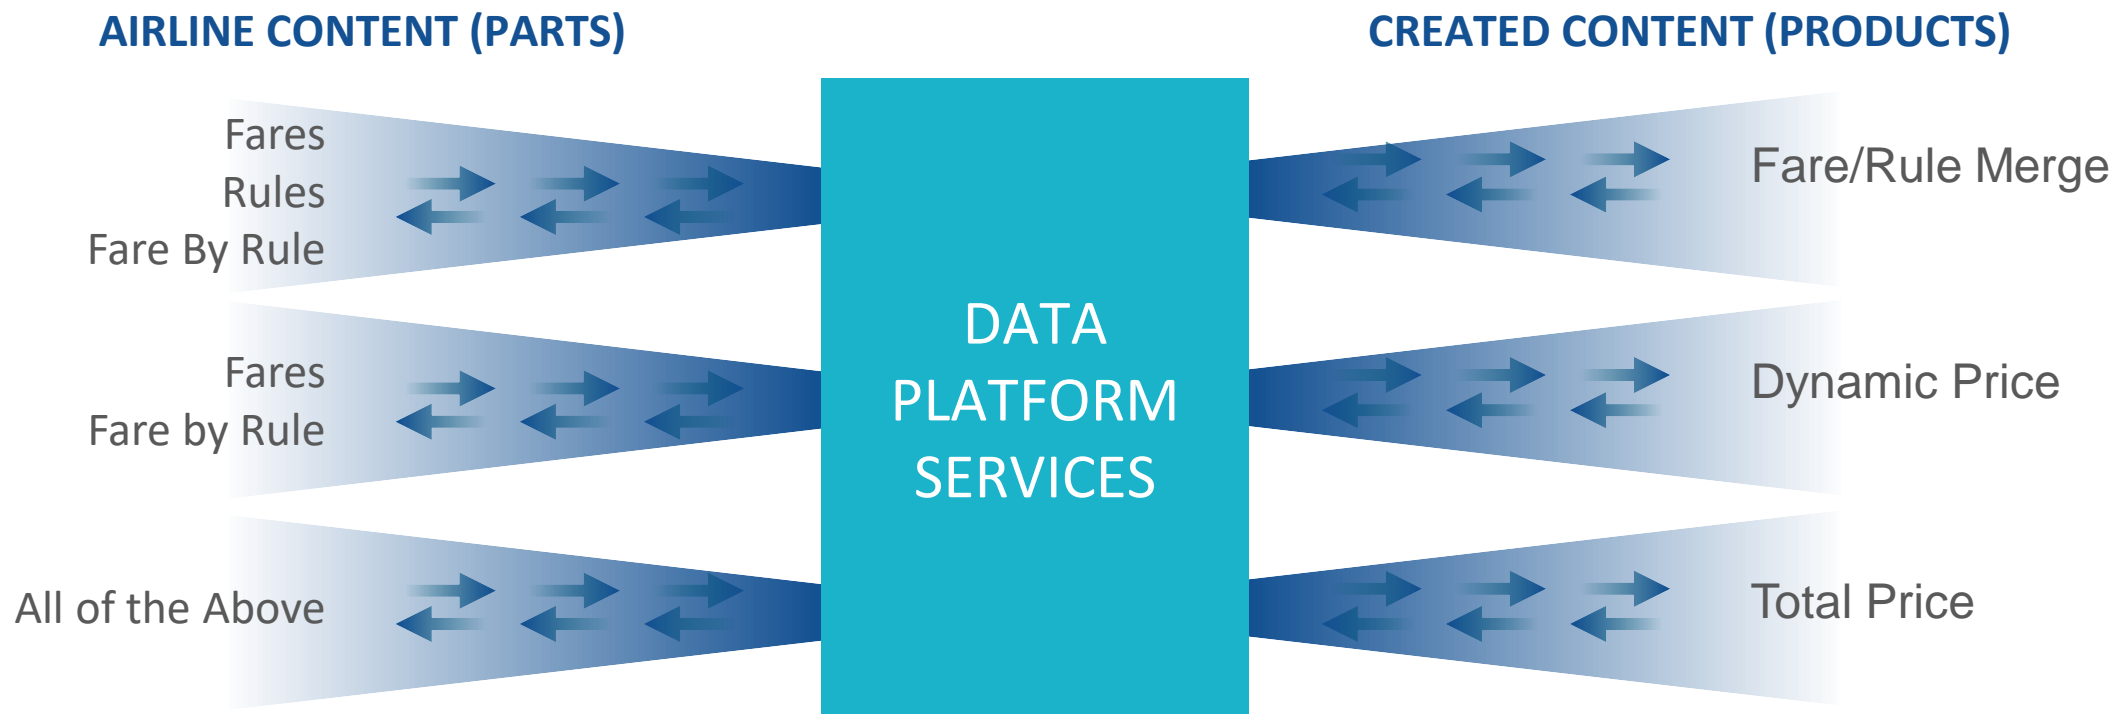 AIRLINE CONTENT (PARTS)
CREATED CONTENT (PRODUCTS)
Fares
Rules
Fare By Rule
Fares
Fare by Rule
All of the Above
DATA
PLATFORM
SERVICES
Fare/Rule Merge
Dynamic Price
Total Price